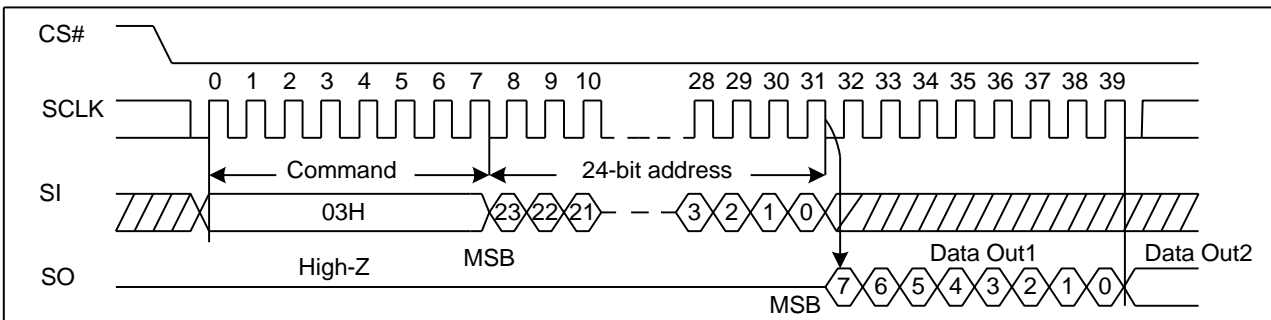 CS#
0 1 2 3 4 5 6 7 8 9 10 28 29 30 31 32 33 34 35 36 37 38 39
SCLK
Command 24-bit address
SI
03H 23 22 21 3 2 1 0
High-Z MSB Data Out1 Data Out2
SO
MSB 7 6 5 4 3 2 1 0